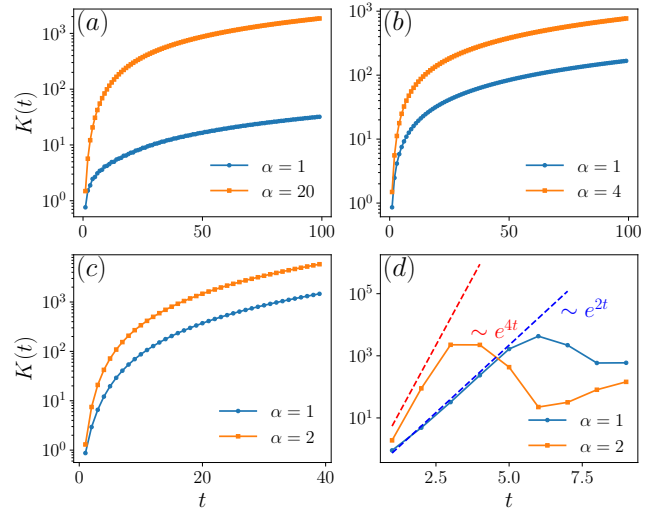 (a)
K(t)
10^3
10^2
10^1
10^0
α = 1
α = 20
0
50
100
(b)
10^3
10^2
10^1
10^0
α = 1
α = 4
0
50
100
(c)
K(t)
10^3
10^2
10^1
10^0
α = 1
α = 2
0
20
40
t
(d)
10^5
10^3
10^1
∼ e^{4t}
∼ e^{2t}
α = 1
α = 2
2.5
5.0
7.5
t